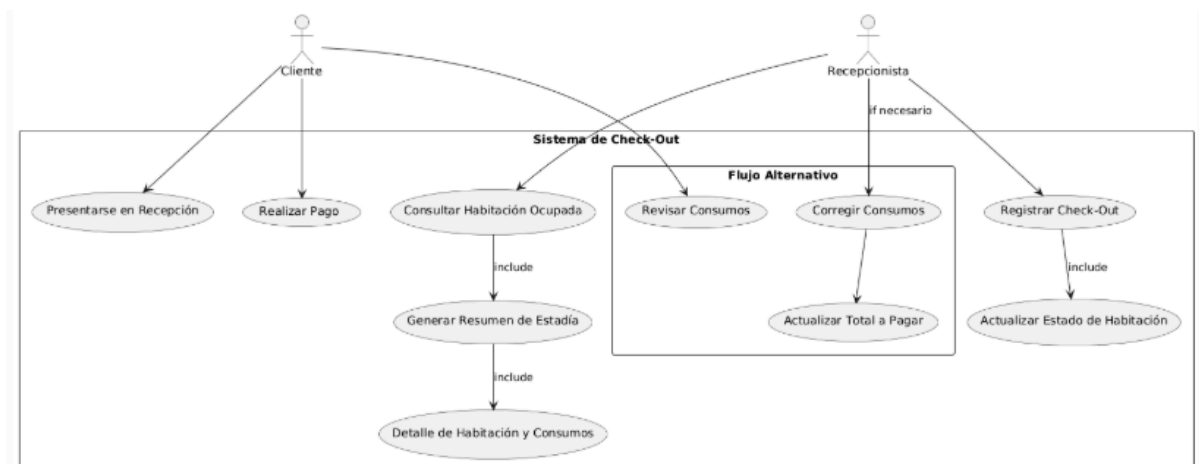 Cliente
Recepcionista
if necesario
Sistema de Check-Out
Flujo Alternativo
Presentarse en Recepción
Realizar Pago
Consultar Habitación Ocupada
Revisar Consumos
Corregir Consumos
Registrar Check-Out
include
include
Generar Resumen de Estadía
Actualizar Total a Pagar
Actualizar Estado de Habitación
include
Detalle de Habitación y Consumos